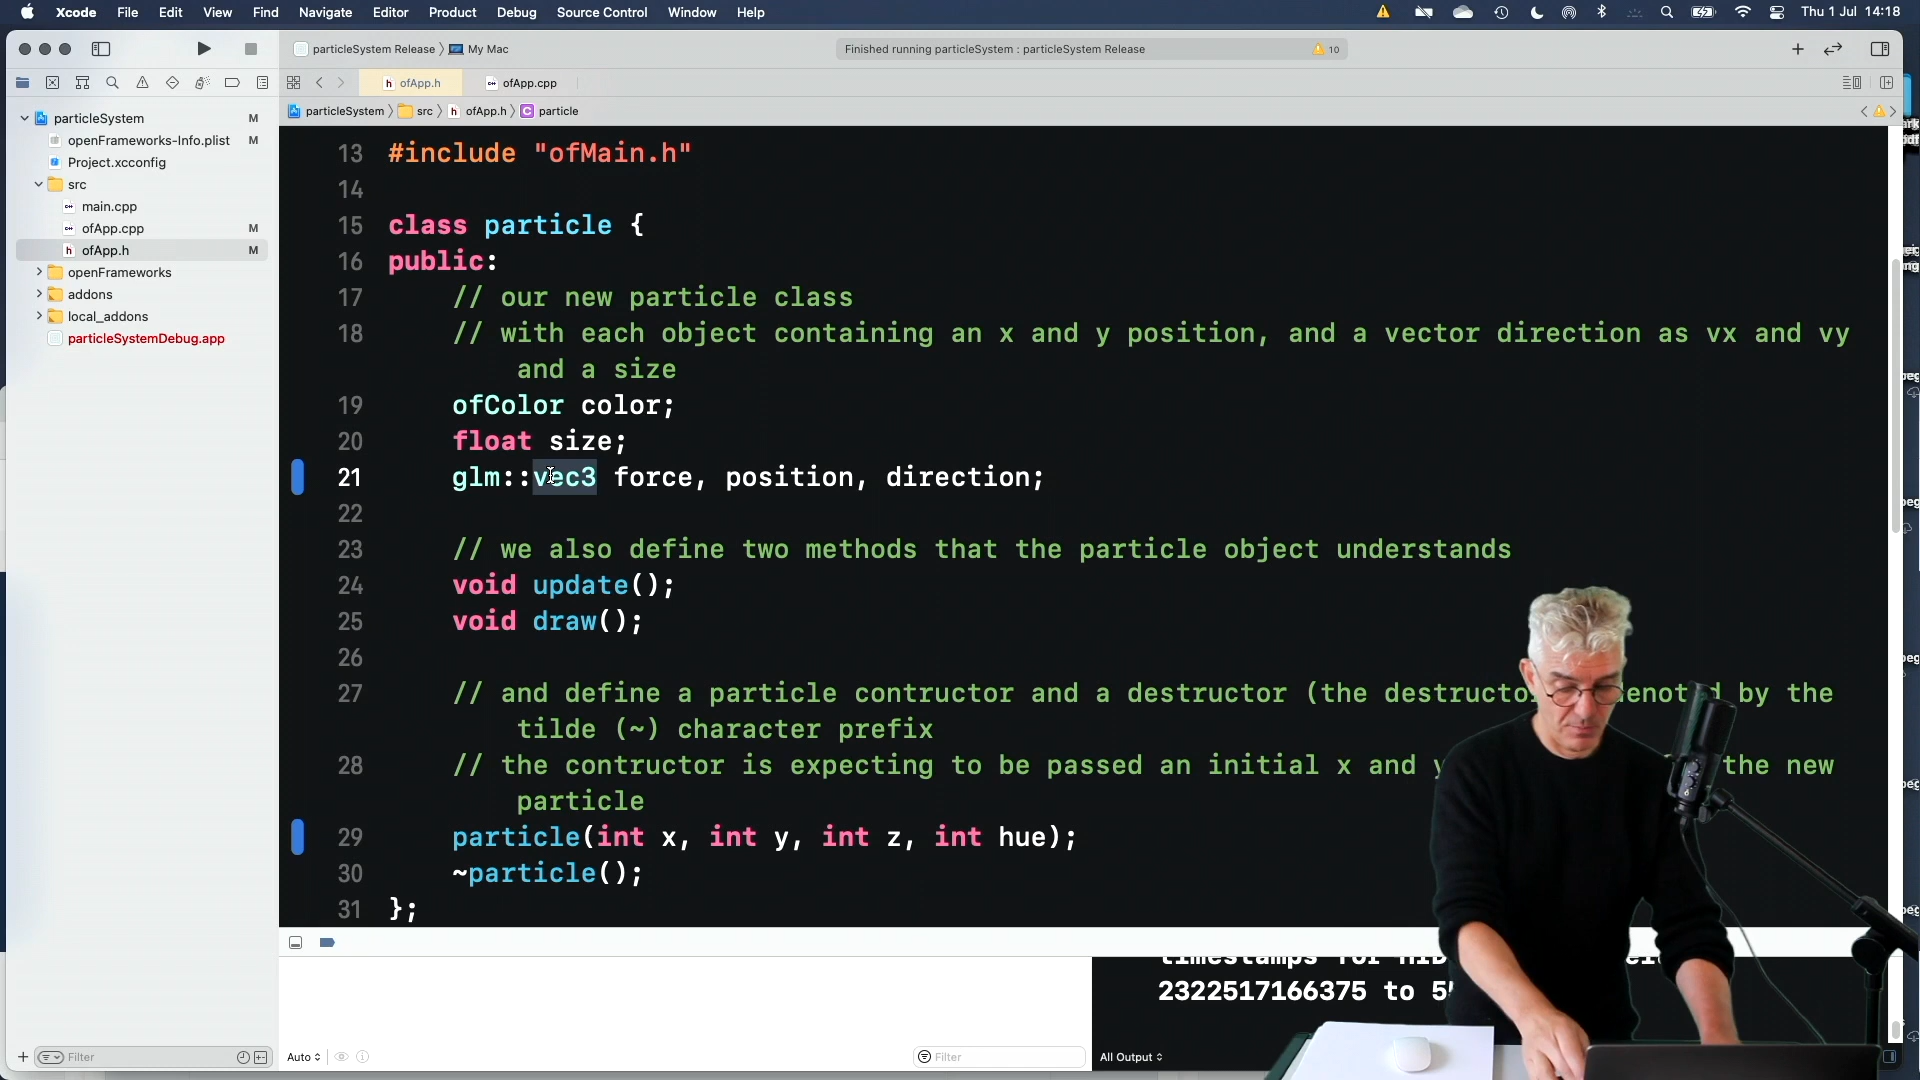 Xcode File Edit View Find Navigate Editor Product Debug Source Control Window Help Thu 1 Jul 14:18
particleSystem Release My Mac Finished running particleSystem : particleSystem Release 10
h ofApp.h ofApp.cpp
particleSystem src h ofApp.h C particle
particleSystem M
openFrameworks-Info.plist M
Project.xcconfig
src
main.cpp
ofApp.cpp M
h ofApp.h M
openFrameworks
addons
local_addons
particleSystemDebug.app
13 #include "ofMain.h"
14
15 class particle {
16 public:
17 // our new particle class
18 // with each object containing an x and y position, and a vector direction as vx and vy
and a size
19 ofColor color;
20 float size;
21 glm::vec3 force, position, direction;
22
23 // we also define two methods that the particle object understands
24 void update();
25 void draw();
26
27 // and define a particle contructor and a destructor (the by the
tilde (~) character prefix
28 // the contructor is expecting to be passed an initial x and the new
particle
29 particle(int x, int y, int z, int hue);
30 ~particle();
31 };
timestamps for
2322517166375 to
Filter
Auto
Filter
All Output